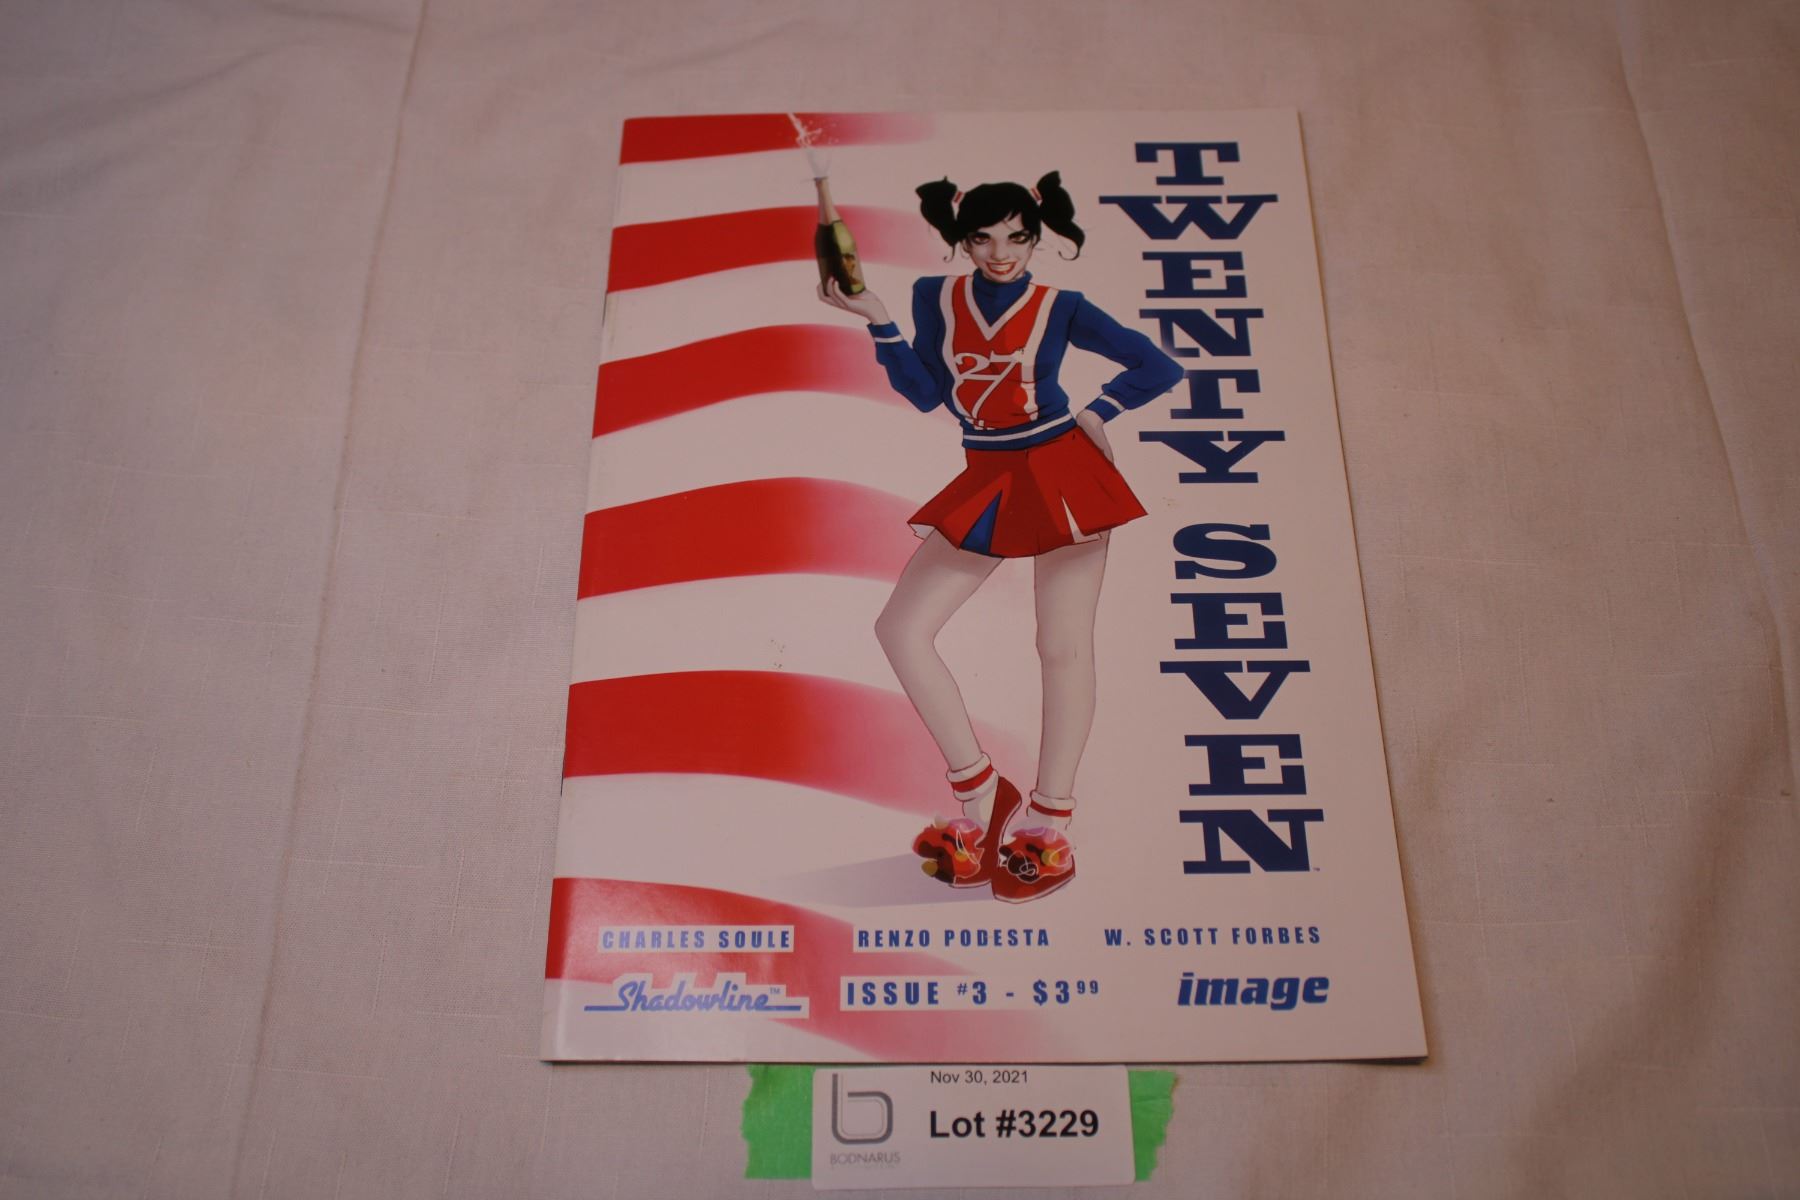 TWENTY SEVEN
27
CHARLES SOULE RENZO PODESTA W. SCOTT FORBES
Shadowline™ ISSUE #3 - $3.99 image
Nov 30, 2021
Lot #3229
BODNARUS